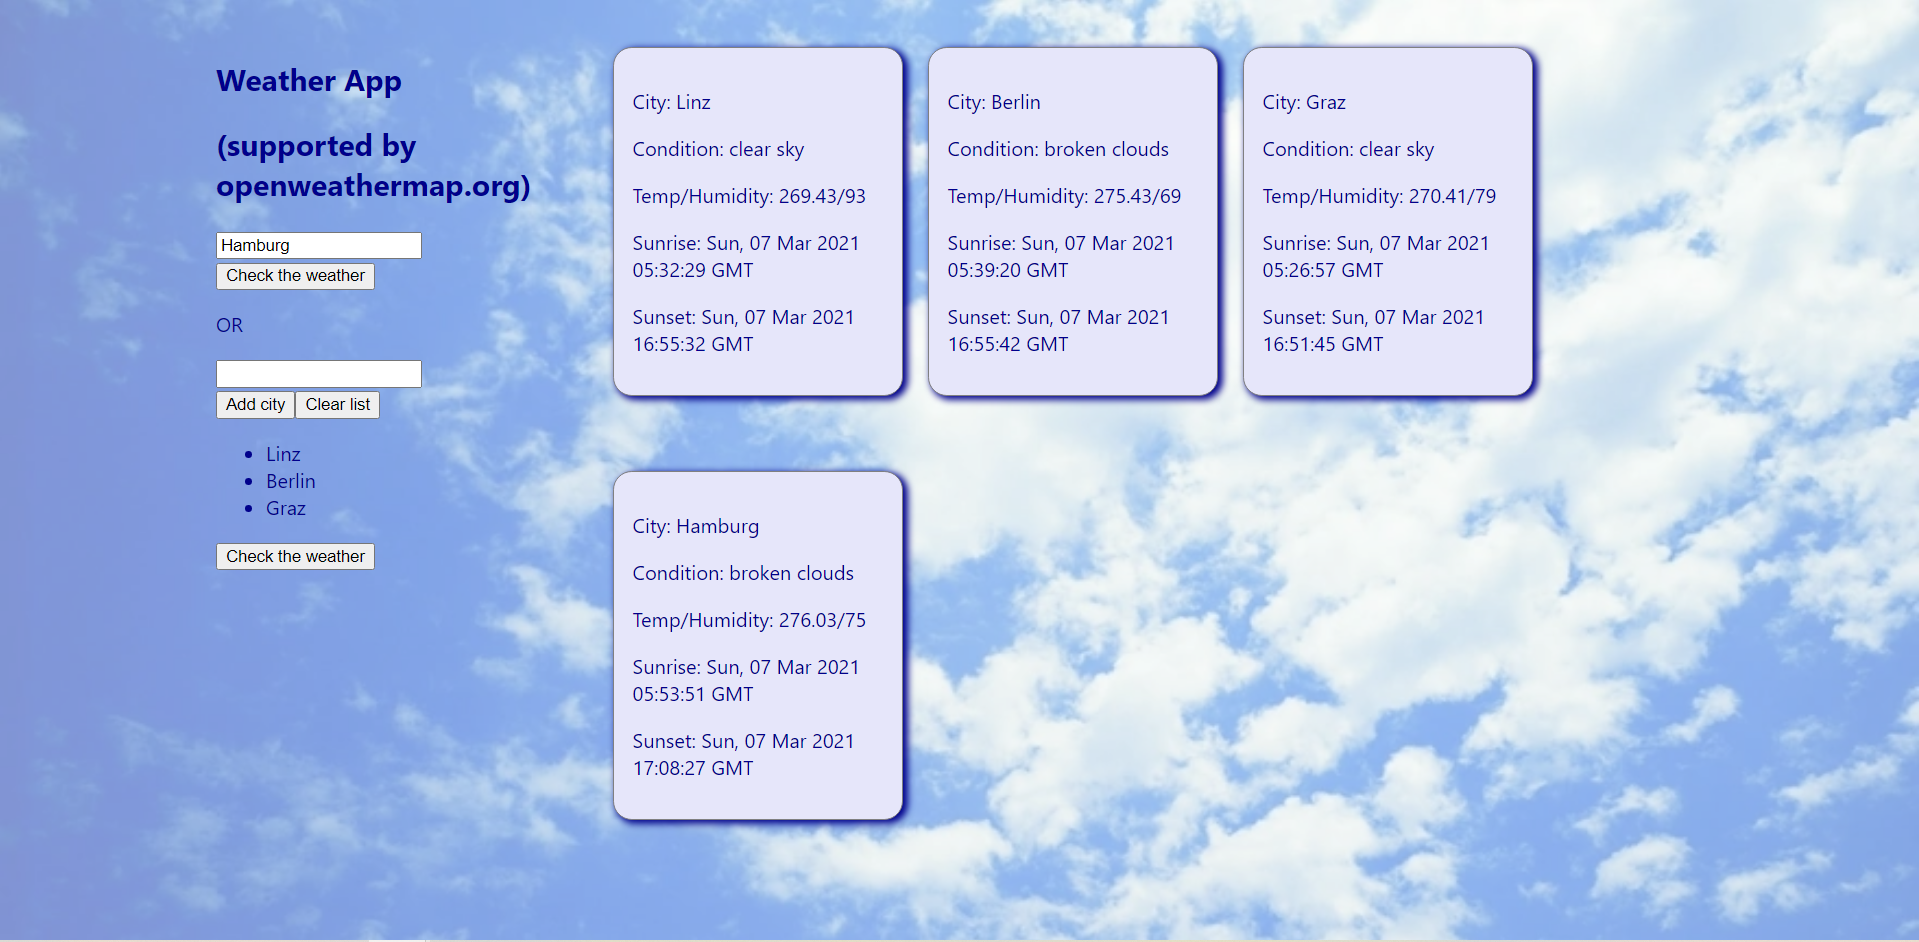 Weather App
(supported by
openweathermap.org)
Hamburg
Check the weather
OR
Add city Clear list
Linz
Berlin
Graz
Check the weather
City: Linz
Condition: clear sky
Temp/Humidity: 269.43/93
Sunrise: Sun, 07 Mar 2021
05:32:29 GMT
Sunset: Sun, 07 Mar 2021
16:55:32 GMT
City: Berlin
Condition: broken clouds
Temp/Humidity: 275.43/69
Sunrise: Sun, 07 Mar 2021
05:39:20 GMT
Sunset: Sun, 07 Mar 2021
16:55:42 GMT
City: Graz
Condition: clear sky
Temp/Humidity: 270.41/79
Sunrise: Sun, 07 Mar 2021
05:26:57 GMT
Sunset: Sun, 07 Mar 2021
16:51:45 GMT
City: Hamburg
Condition: broken clouds
Temp/Humidity: 276.03/75
Sunrise: Sun, 07 Mar 2021
05:53:51 GMT
Sunset: Sun, 07 Mar 2021
17:08:27 GMT